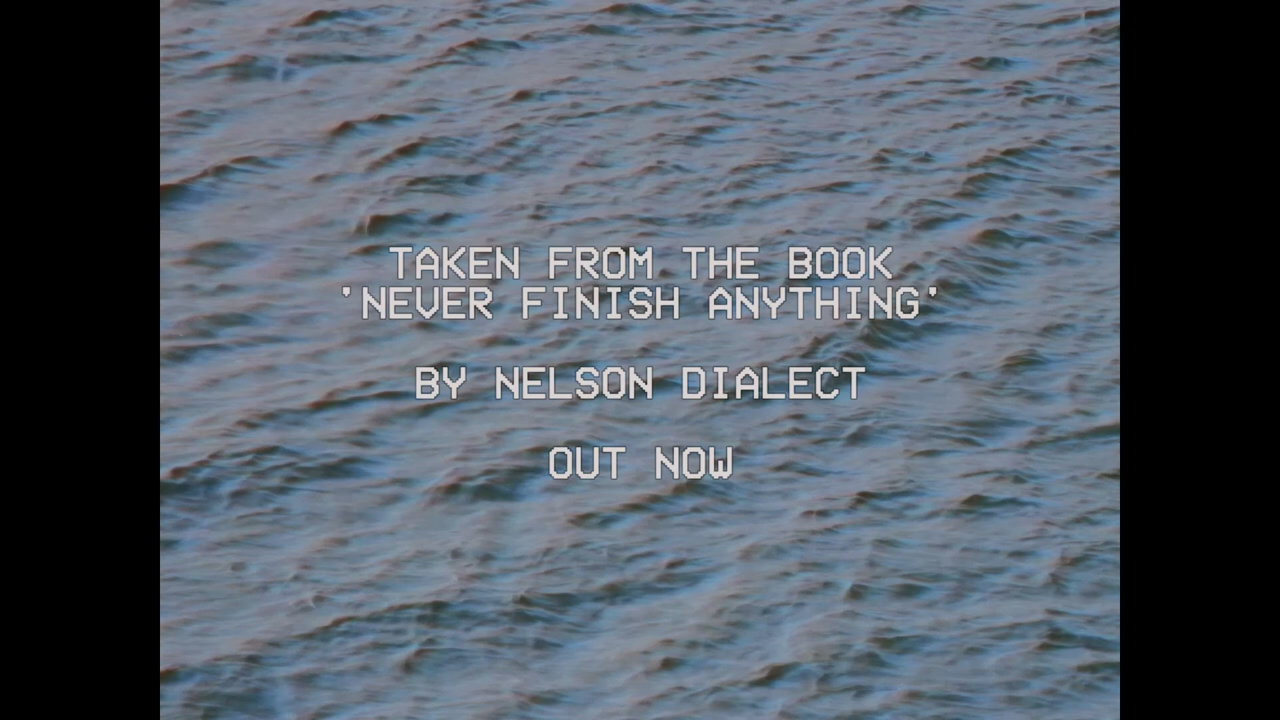 TAKEN FROM THE BOOK
'NEVER FINISH ANYTHING'
BY NELSON DIALECT
OUT NOW